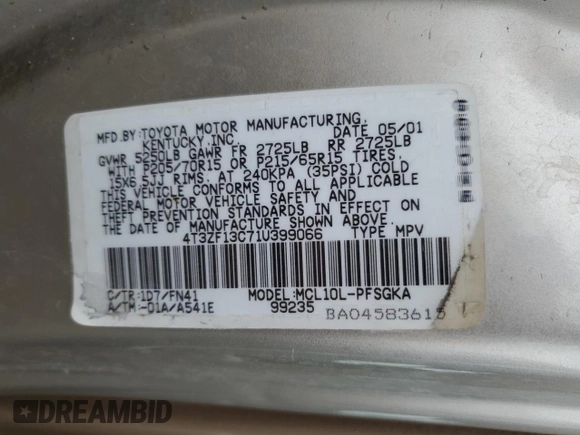 MFD.BY:TOYOTA MOTOR MANUFACTURING,
KENTUCKY,INC. DATE 05/01
GVWR 5250LB GAWR FR 2725LB RR 2725LB
WITH P205/70R15 OR P215/65R15 TIRES,
15X6 JJ RIMS, AT 240KPA (35PSI) COLD
THIS VEHICLE CONFORMS TO ALL APPLICABLE
FEDERAL MOTOR VEHICLE SAFETY AND
THEFT PREVENTION STANDARDS IN EFFECT ON
THE DATE OF MANUFACTURE SHOWN ABOVE.
4T3ZF13C71U399066 TYPE MPV
C/TR:1D7/FN41 MODEL:MCL10L-PFSGKA
A/TM:-01A/A541E 99235
DREAMBID